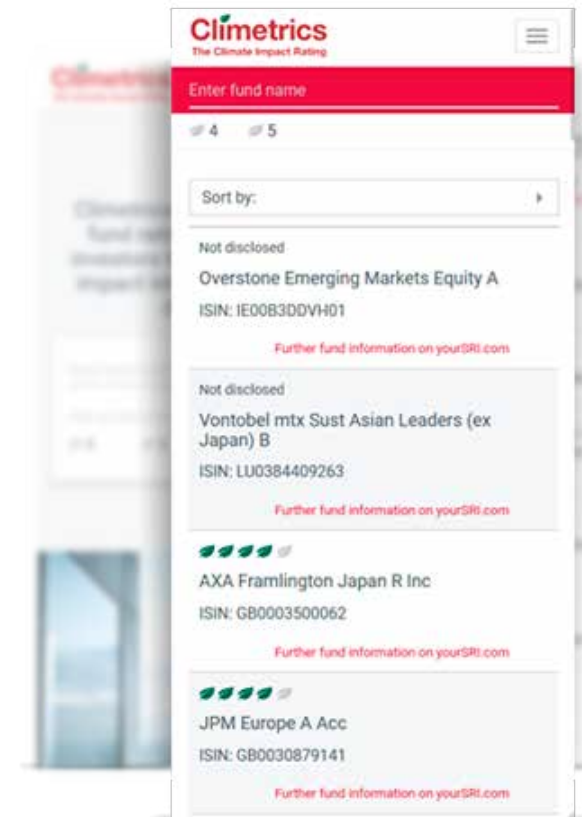 Climetrics
The Climate Impact Rating
Enter fund name
4 5
Sort by:
Not disclosed
Overstone Emerging Markets Equity A
ISIN: IE00B3DDVH01
Further fund information on yourSRI.com
Not disclosed
Vontobel mtx Sust Asian Leaders (ex
Japan) B
ISIN: LU0384409263
Further fund information on yourSRI.com
AXA Framlington Japan R Inc
ISIN: GB0003500062
Further fund information on yourSRI.com
JPM Europe A Acc
ISIN: GB0030879141
Further fund information on yourSRI.com